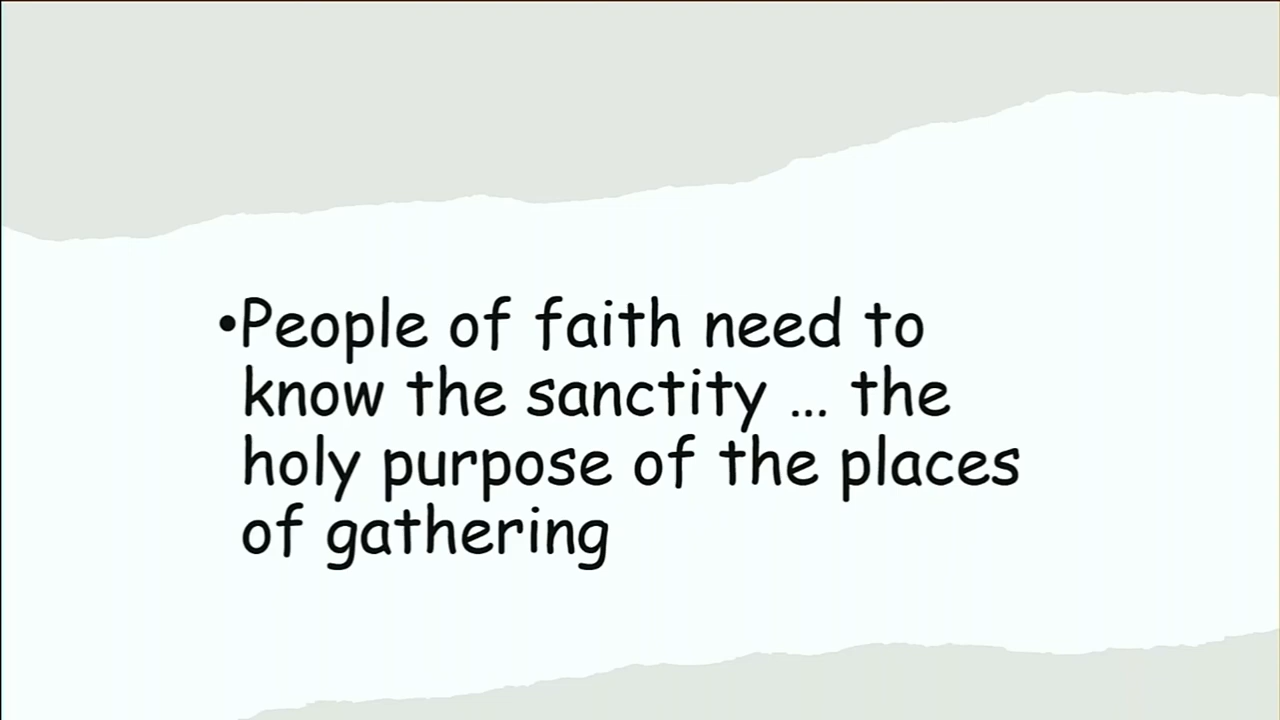 •People of faith need to
know the sanctity … the
holy purpose of the places
of gathering